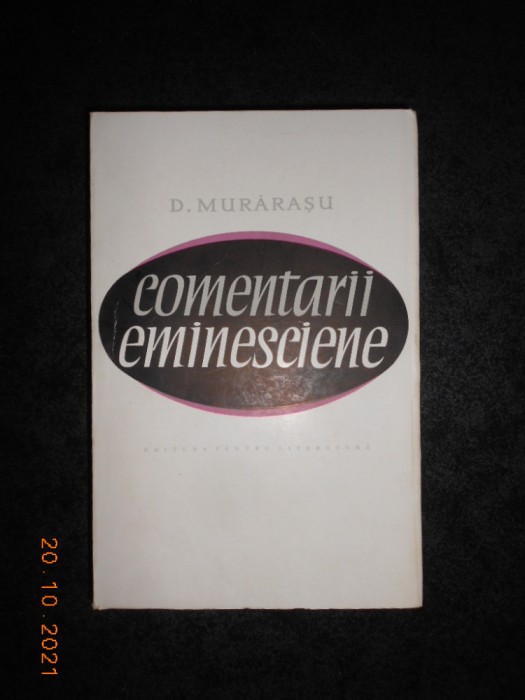 D. MURĂRAȘU
comentarii
eminesciene
EDITURA PENTRU LITERATURĂ
20.10.2021